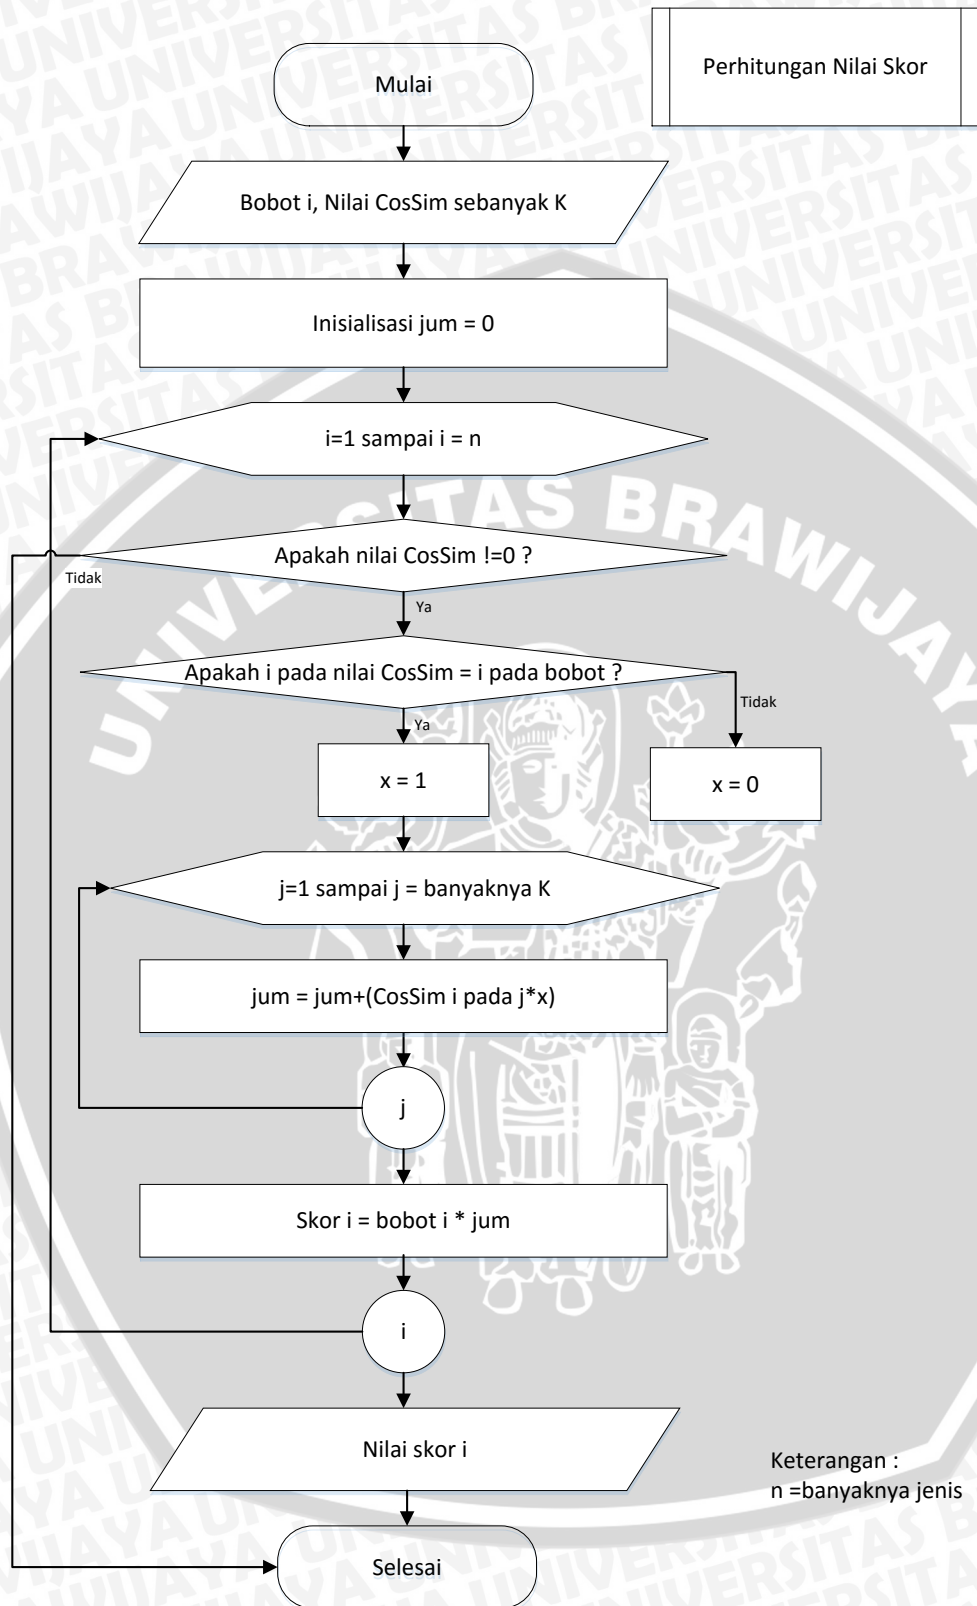 Perhitungan Nilai Skor
Mulai
Bobot i, Nilai CosSim sebanyak K
Inisialisasi jum = 0
i=1 sampai i = n
Apakah nilai CosSim !=0 ?
Tidak
Ya
Apakah i pada nilai CosSim = i pada bobot ?
Tidak
Ya
x = 1
x = 0
j=1 sampai j = banyaknya K
jum = jum+(CosSim i pada j*x)
j
Skor i = bobot i * jum
i
Nilai skor i
Keterangan :
n =banyaknya jenis
Selesai
UNIVERSITAS BRAWIJAYA